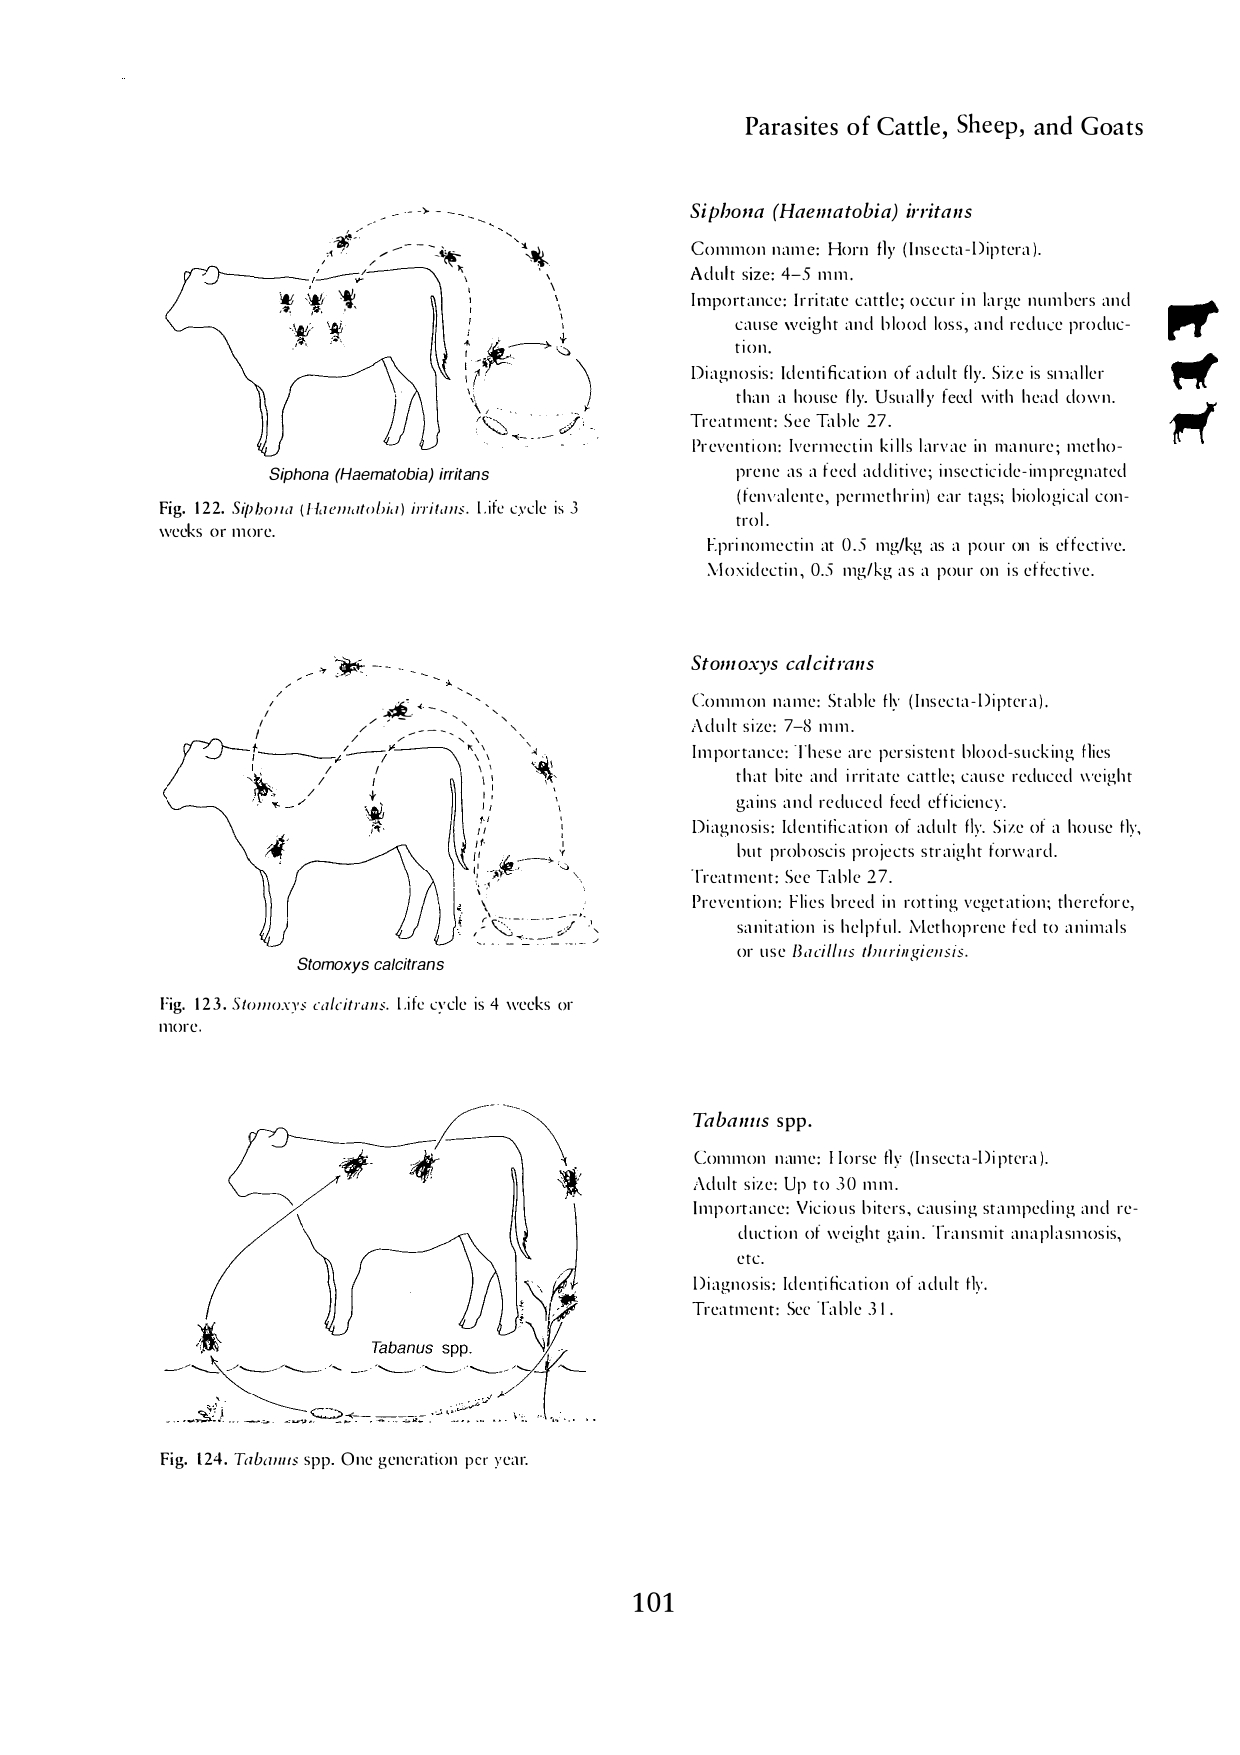 Parasites of Cattle, Sheep, and Goats
Siphona (Haematobia) irritans
Fig. 122. Siphona (Haematobia) irritans. Life cycle is 3
weeks or more.
Siphona (Haematobia) irritans
Common name: Horn fly (Insecta-Diptera).
Adult size: 4–5 mm.
Importance: Irritate cattle; occur in large numbers and
cause weight and blood loss, and reduce produc-
tion.
Diagnosis: Identification of adult fly. Size is smaller
than a house fly. Usually feed with head down.
Treatment: See Table 27.
Prevention: Ivermectin kills larvae in manure; metho-
prene as a feed additive; insecticide-impregnated
(fenvalente, permethrin) ear tags; biological con-
trol.
Eprinomectin at 0.5 mg/kg as a pour on is effective.
Moxidectin, 0.5 mg/kg as a pour on is effective.
Stomoxys calcitrans
Fig. 123. Stomoxys calcitrans. Life cycle is 4 weeks or
more.
Stomoxys calcitrans
Common name: Stable fly (Insecta-Diptera).
Adult size: 7–8 mm.
Importance: These are persistent blood-sucking flies
that bite and irritate cattle; cause reduced weight
gains and reduced feed efficiency.
Diagnosis: Identification of adult fly. Size of a house fly,
but proboscis projects straight forward.
Treatment: See Table 27.
Prevention: Flies breed in rotting vegetation; therefore,
sanitation is helpful. Methoprene fed to animals
or use Bacillus thuringiensis.
Tabanus spp.
Fig. 124. Tabanus spp. One generation per year.
Tabanus spp.
Common name: Horse fly (Insecta-Diptera).
Adult size: Up to 30 mm.
Importance: Vicious biters, causing stampeding and re-
duction of weight gain. Transmit anaplasmosis,
etc.
Diagnosis: Identification of adult fly.
Treatment: See Table 31.
101